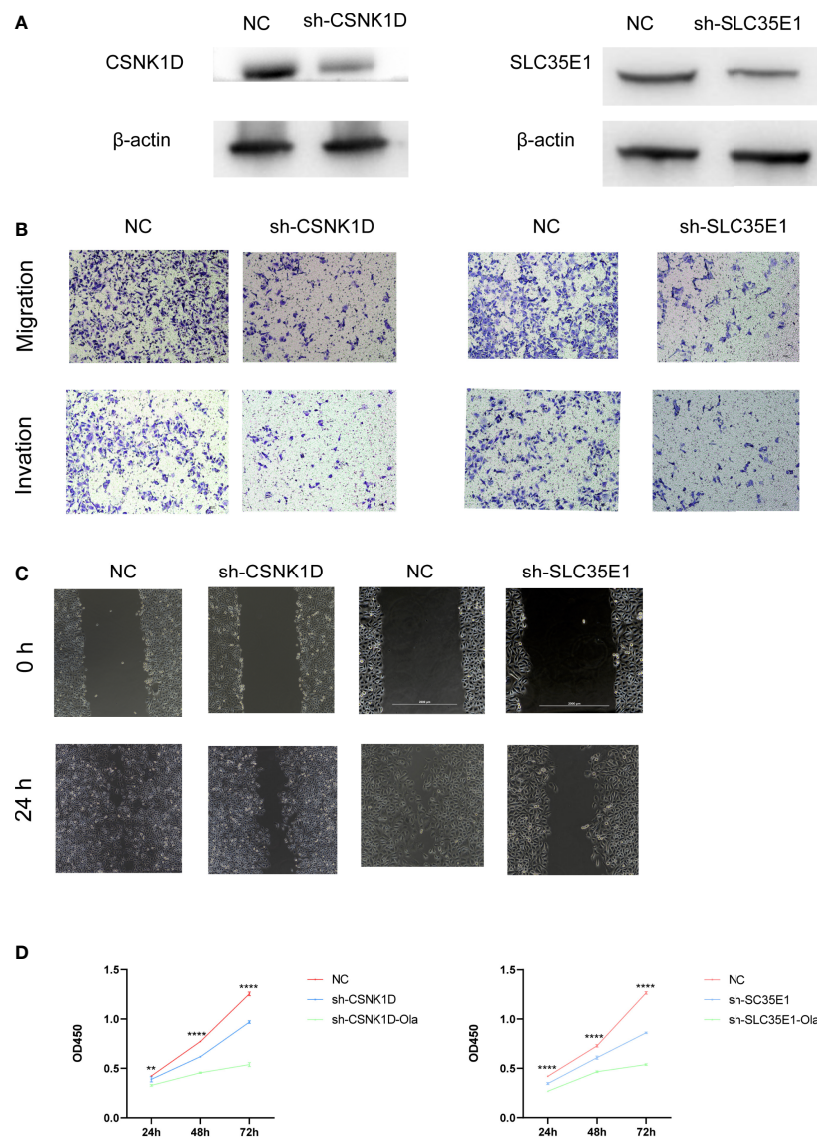 A
NC sh-CSNK1D NC sh-SLC35E1
CSNK1D SLC35E1
β-actin β-actin
B
NC sh-CSNK1D NC sh-SLC35E1
Migration
Invation
C
NC sh-CSNK1D NC sh-SLC35E1
0 h
24 h
D
1.5
1.0
0.5
0.0
OD450
24h 48h 72h
** **** ****
NC
sh-CSNK1D
sh-CSNK1D-Ola
1.5
1.0
0.5
0.0
OD450
24h 48h 72h
**** **** ****
NC
sh-SC35E1
sh-SLC35E1-Ola